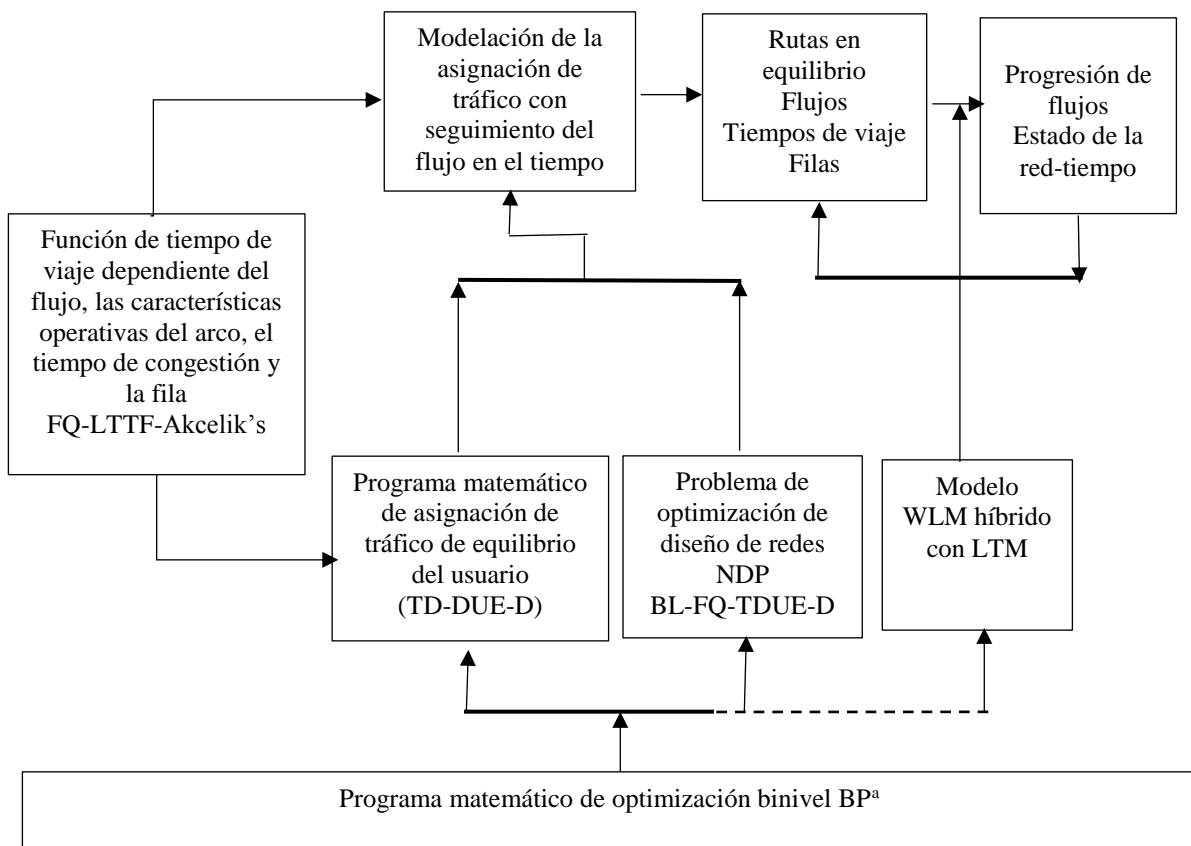 Modelación de la
asignación de
tráfico con
seguimiento del
flujo en el tiempo
Rutas en
equilibrio
Flujos
Tiempos de viaje
Filas
Progresión de
flujos
Estado de la
red-tiempo
Función de tiempo de
viaje dependiente del
flujo, las características
operativas del arco, el
tiempo de congestión y
la fila
FQ-LTTF-Akcelik’s
Programa matemático
de asignación de
tráfico de equilibrio
del usuario
(TD-DUE-D)
Problema de
optimización de
diseño de redes
NDP
BL-FQ-TDUE-D
Modelo
WLM híbrido
con LTM
Programa matemático de optimización binivel BPª